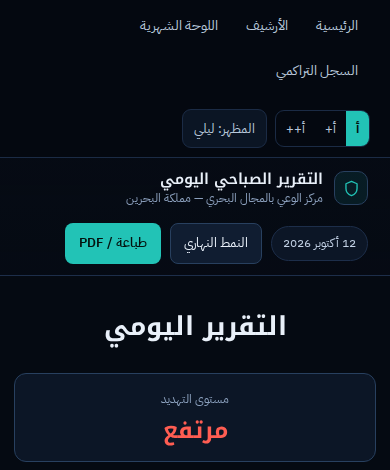 الرئيسية الأرشيف اللوحة الشهرية
السجل التراكمي
أ أ+ أ++ المظهر: ليلي
التقرير الصباحي اليومي
مركز الوعي بالمجال البحري — مملكة البحرين
12 أكتوبر 2026 النمط النهاري طباعة / PDF
التقرير اليومي
مستوى التهديد
مرتفع